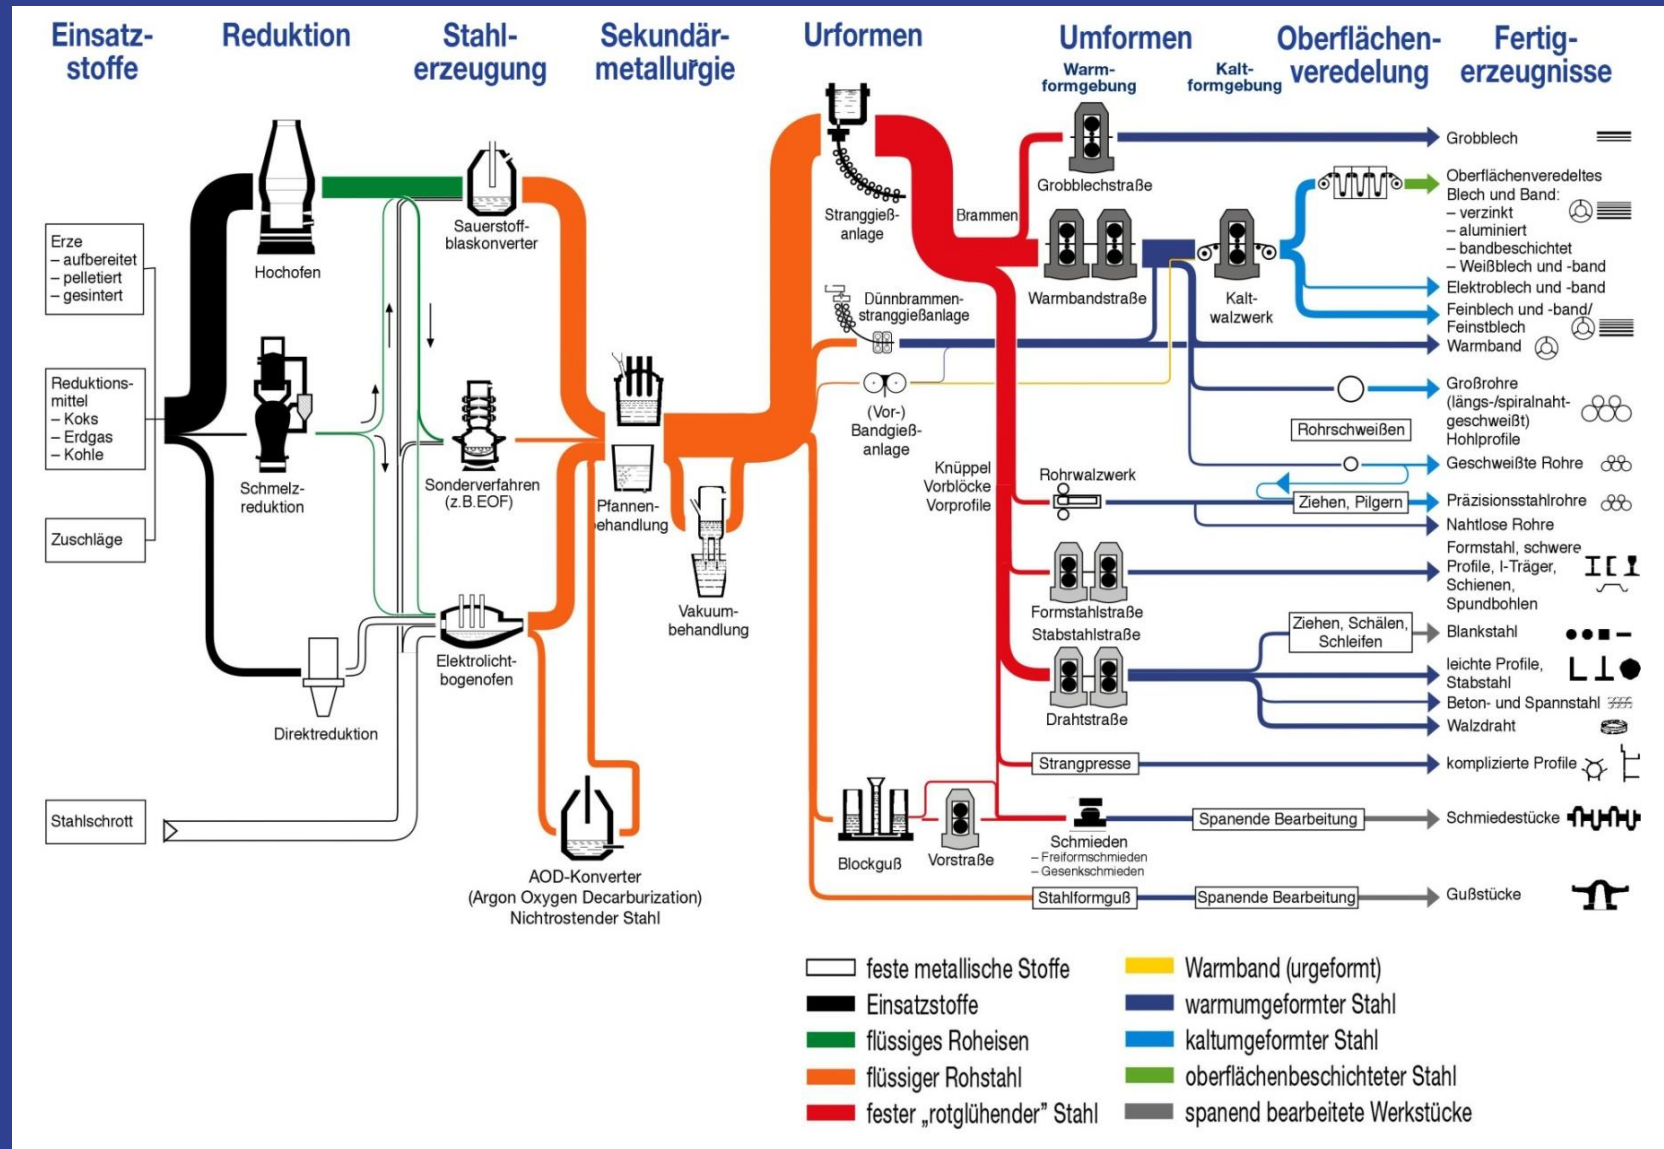 Einsatz-
stoffe
Reduktion
Stahl-
erzeugung
Sekundär-
metallurgie
Urformen
Umformen
Warm-
formgebung
Kalt-
formgebung
Oberflächen-
veredelung
Fertig-
erzeugnisse
Erze
– aufbereitet
– pelletiert
– gesintert
Reduktions-
mittel
– Koks
– Erdgas
– Kohle
Zuschläge
Stahlschrott
Hochofen
Schmelz-
reduktion
Direktreduktion
Sauerstoff-
blaskonverter
Sonderverfahren
(z.B.EOF)
Elektrolicht-
bogenofen
AOD-Konverter
(Argon Oxygen Decarburization)
Nichtrostender Stahl
Pfannen-
behandlung
Vakuum-
behandlung
Stranggieß-
anlage
Dünnbrammen-
stranggießanlage
(Vor-)
Bandgieß-
anlage
Blockguß
Vorstraße
Brammen
Knüppel
Vorblöcke
Vorprofile
Grobblechstraße
Warmbandstraße
Kalt-
walzwerk
Rohrschweißen
Rohrwalzwerk
Ziehen, Pilgern
Formstahlstraße
Stabstahlstraße
Drahtstraße
Ziehen, Schälen,
Schleifen
Strangpresse
Schmieden
– Freiformschmieden
– Gesenkschmieden
Spanende Bearbeitung
Stahlformguß
Spanende Bearbeitung
Grobblech
Oberflächenveredeltes
Blech und Band:
– verzinkt
– aluminiert
– bandbeschichtet
– Weißblech und -band
Elektroblech und -band
Feinblech und -band/
Feinstblech
Warmband
Großrohre
(längs-/spiralnaht-
geschweißt)
Hohlprofile
Geschweißte Rohre
Präzisionsstahlrohre
Nahtlose Rohre
Formstahl, schwere
Profile, I-Träger,
Schienen,
Spundbohlen
Blankstahl
leichte Profile,
Stabstahl
Beton- und Spannstahl
Walzdraht
komplizierte Profile
Schmiedestücke
Gußstücke
feste metallische Stoffe
Einsatzstoffe
flüssiges Roheisen
flüssiger Rohstahl
fester „rotglühender” Stahl
Warmband (urgeformt)
warmumgeformter Stahl
kaltumgeformter Stahl
oberflächenbeschichteter Stahl
spanend bearbeitete Werkstücke